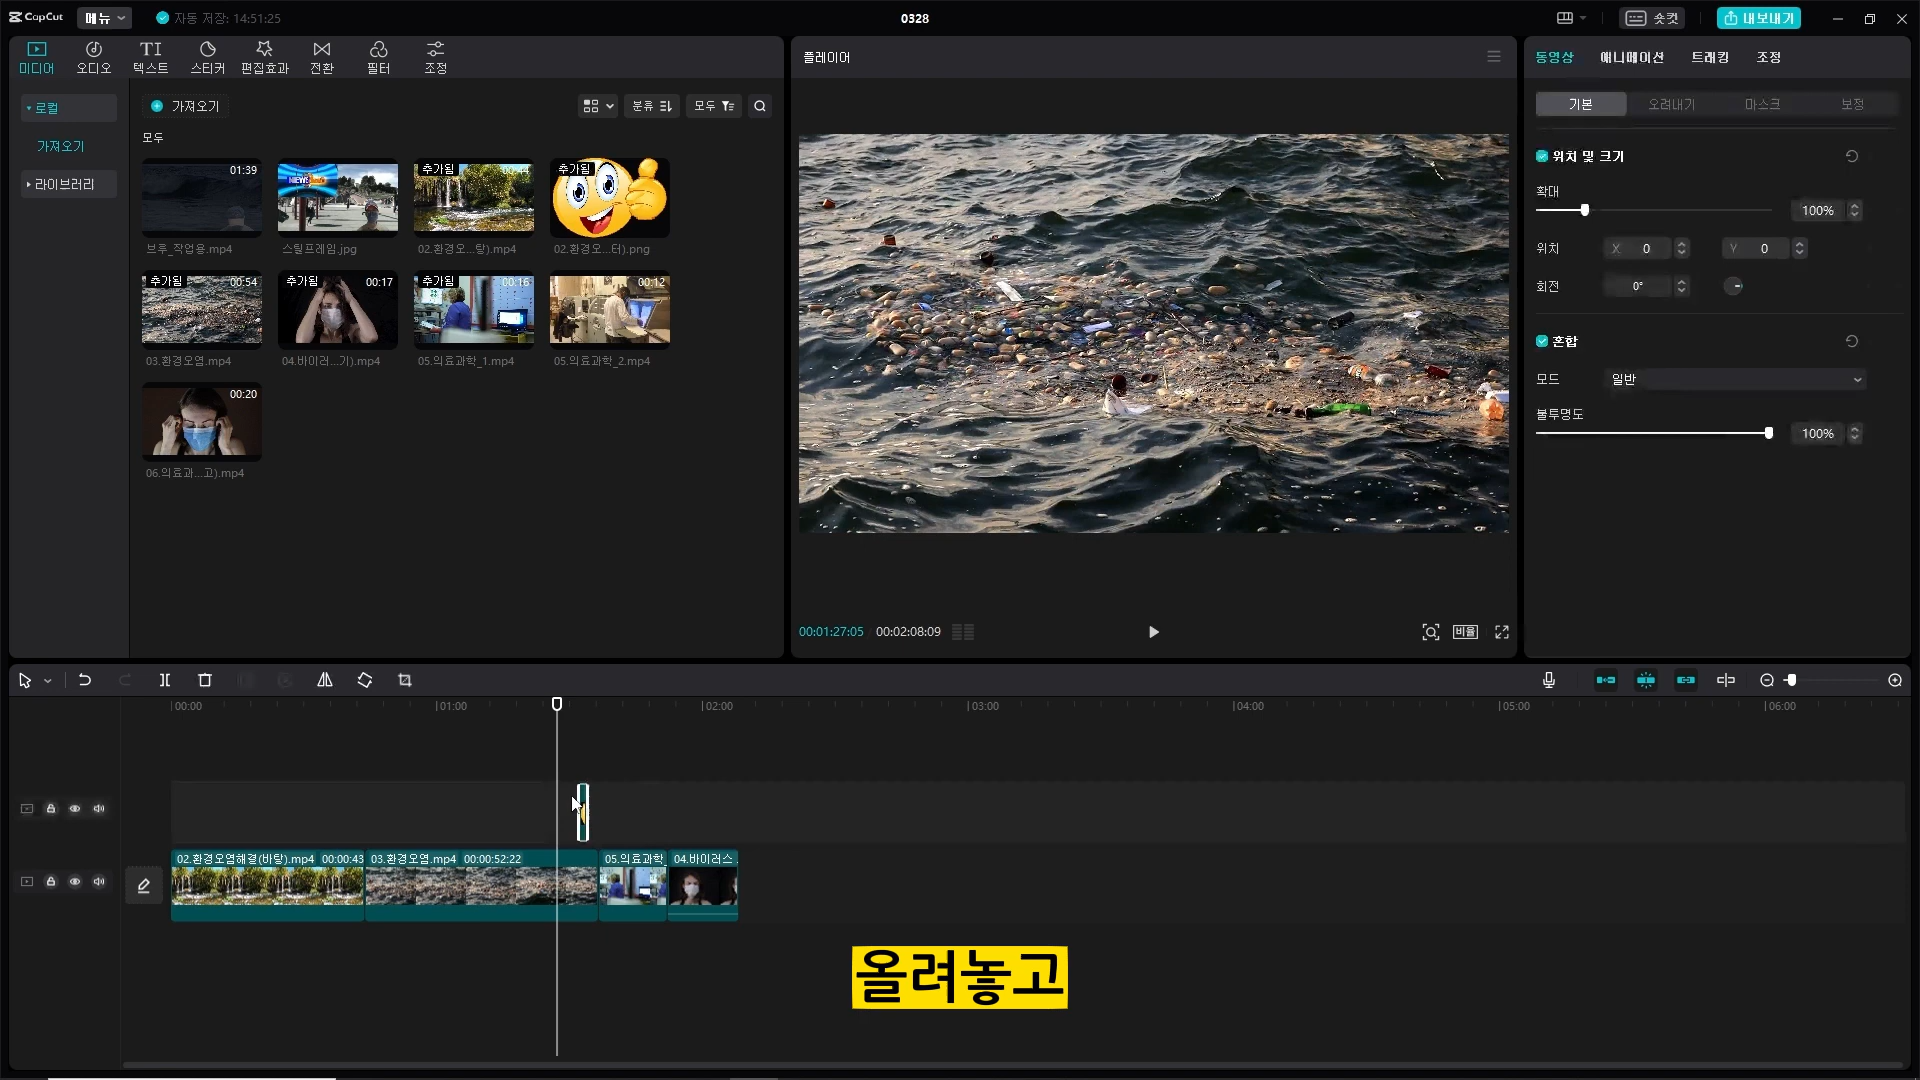 CapCut
메뉴
자동 저장: 14:51:25
0328
숏컷
내보내기
미디어
오디오
텍스트
스티커
편집효과
전환
필터
조정
로컬
가져오기
라이브러리
가져오기
분류
모두
모두
01:39
브루_작업용.mp4
NEWS
스틸프레임.jpg
추가됨
00:44
02.환경오...탕).mp4
추가됨
02.환경오...터).png
추가됨
00:54
03.환경오염.mp4
추가됨
00:17
04.바이러...기).mp4
추가됨
00:16
05.의료과학_1.mp4
00:12
05.의료과학_2.mp4
00:20
06.의료과...고).mp4
플레이어
00:01:27:05
00:02:08:09
비율
동영상
애니메이션
트래킹
조정
기본
오려내기
마스크
보정
위치 및 크기
확대
100%
위치
X 0
Y 0
회전
0°
혼합
모드
일반
불투명도
100%
00:00
01:00
02:00
03:00
04:00
05:00
06:00
02.환경오염해결(바탕).mp4 00:00:43
03.환경오염.mp4 00:00:52:22
05.의료과학_
04.바이러스
올려놓고